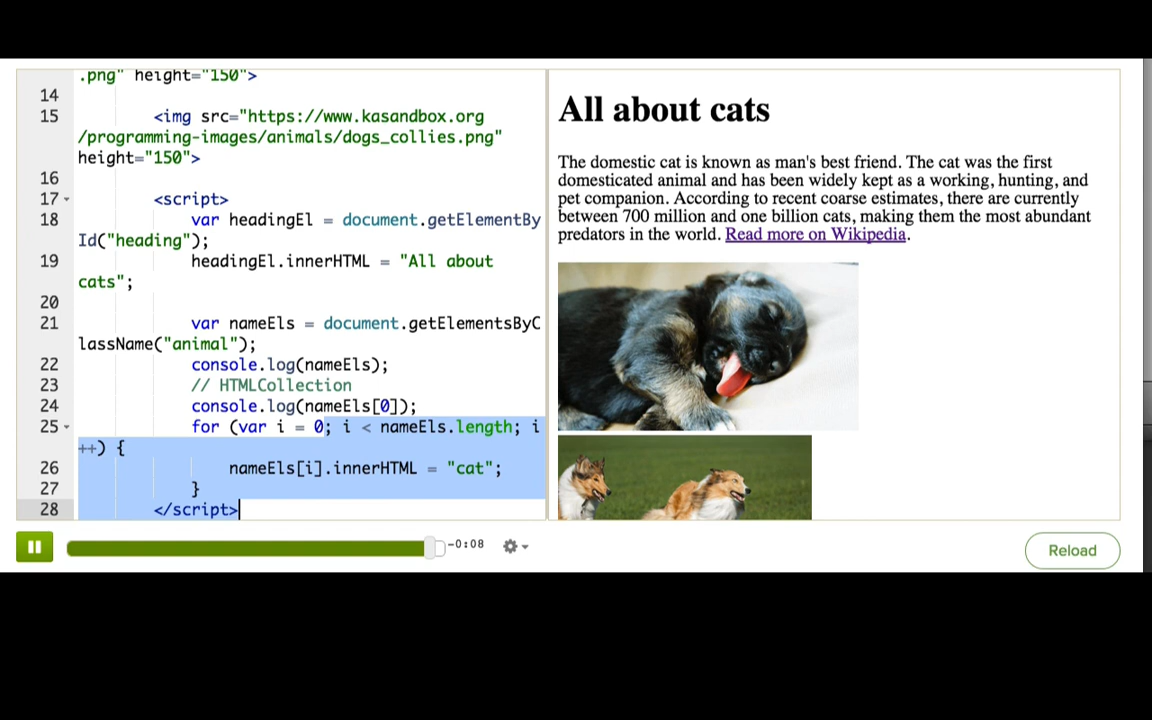 .png" height="150">
14
15 <img src="https://www.kasandbox.org
/programming-images/animals/dogs_collies.png"
height="150">
16
17 <script>
18 var headingEl = document.getElementBy
Id("heading");
19 headingEl.innerHTML = "All about
cats";
20
21 var nameEls = document.getElementsByC
lassName("animal");
22 console.log(nameEls);
23 // HTMLCollection
24 console.log(nameEls[0]);
25 for (var i = 0; i < nameEls.length; i
++) {
26 nameEls[i].innerHTML = "cat";
27 }
28 </script>
All about cats
The domestic cat is known as man's best friend. The cat was the first
domesticated animal and has been widely kept as a working, hunting, and
pet companion. According to recent coarse estimates, there are currently
between 700 million and one billion cats, making them the most abundant
predators in the world. Read more on Wikipedia.
-0:08
Reload